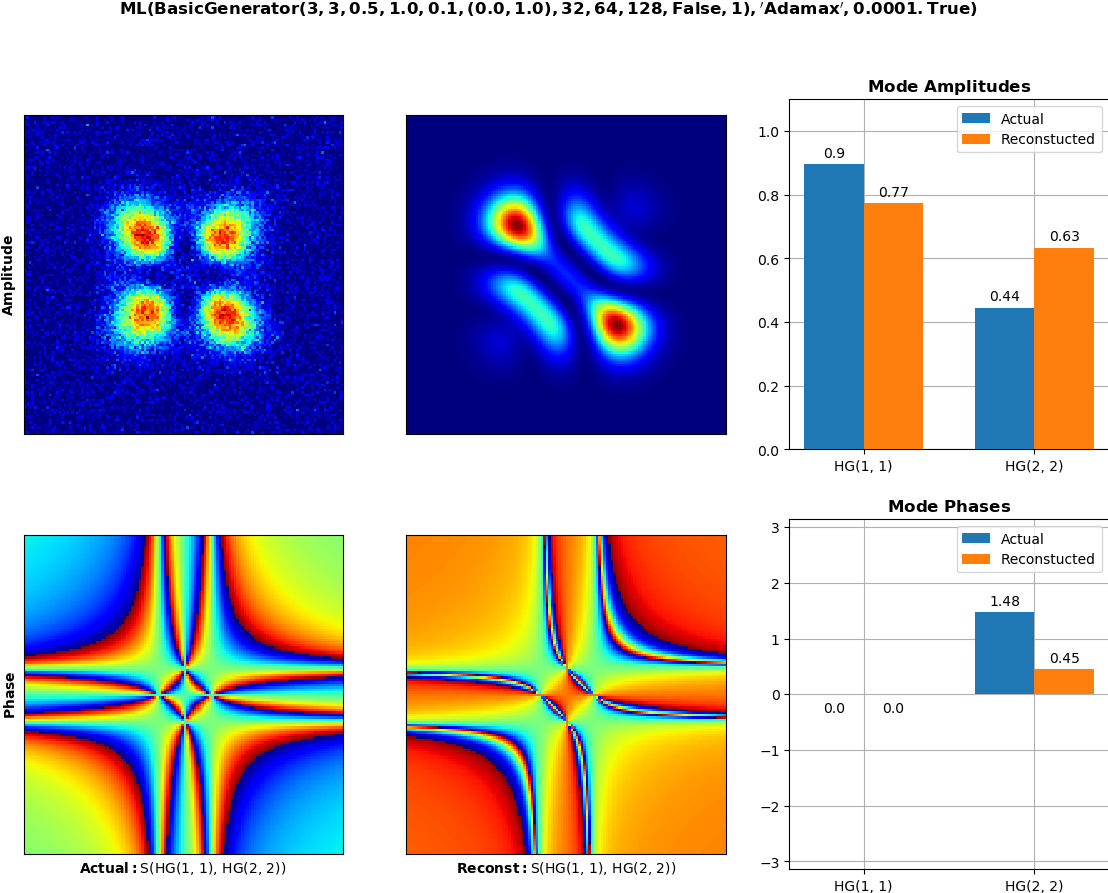 ML(BasicGenerator(3, 3, 0.5, 1.0, 0.1, (0.0, 1.0), 32, 64, 128, False, 1), ′Adamax′, 0.0001. True)
Mode Amplitudes
Amplitude
1.0
0.8
0.6
0.4
0.2
0.0
Actual
Reconstucted
0.9
0.77
0.44
0.63
HG(1, 1)
HG(2, 2)
Mode Phases
Phase
3
2
1
0
−1
−2
−3
Actual
Reconstucted
0.0
0.0
1.48
0.45
HG(1, 1)
HG(2, 2)
Actual: S(HG(1, 1), HG(2, 2))
Reconst: S(HG(1, 1), HG(2, 2))